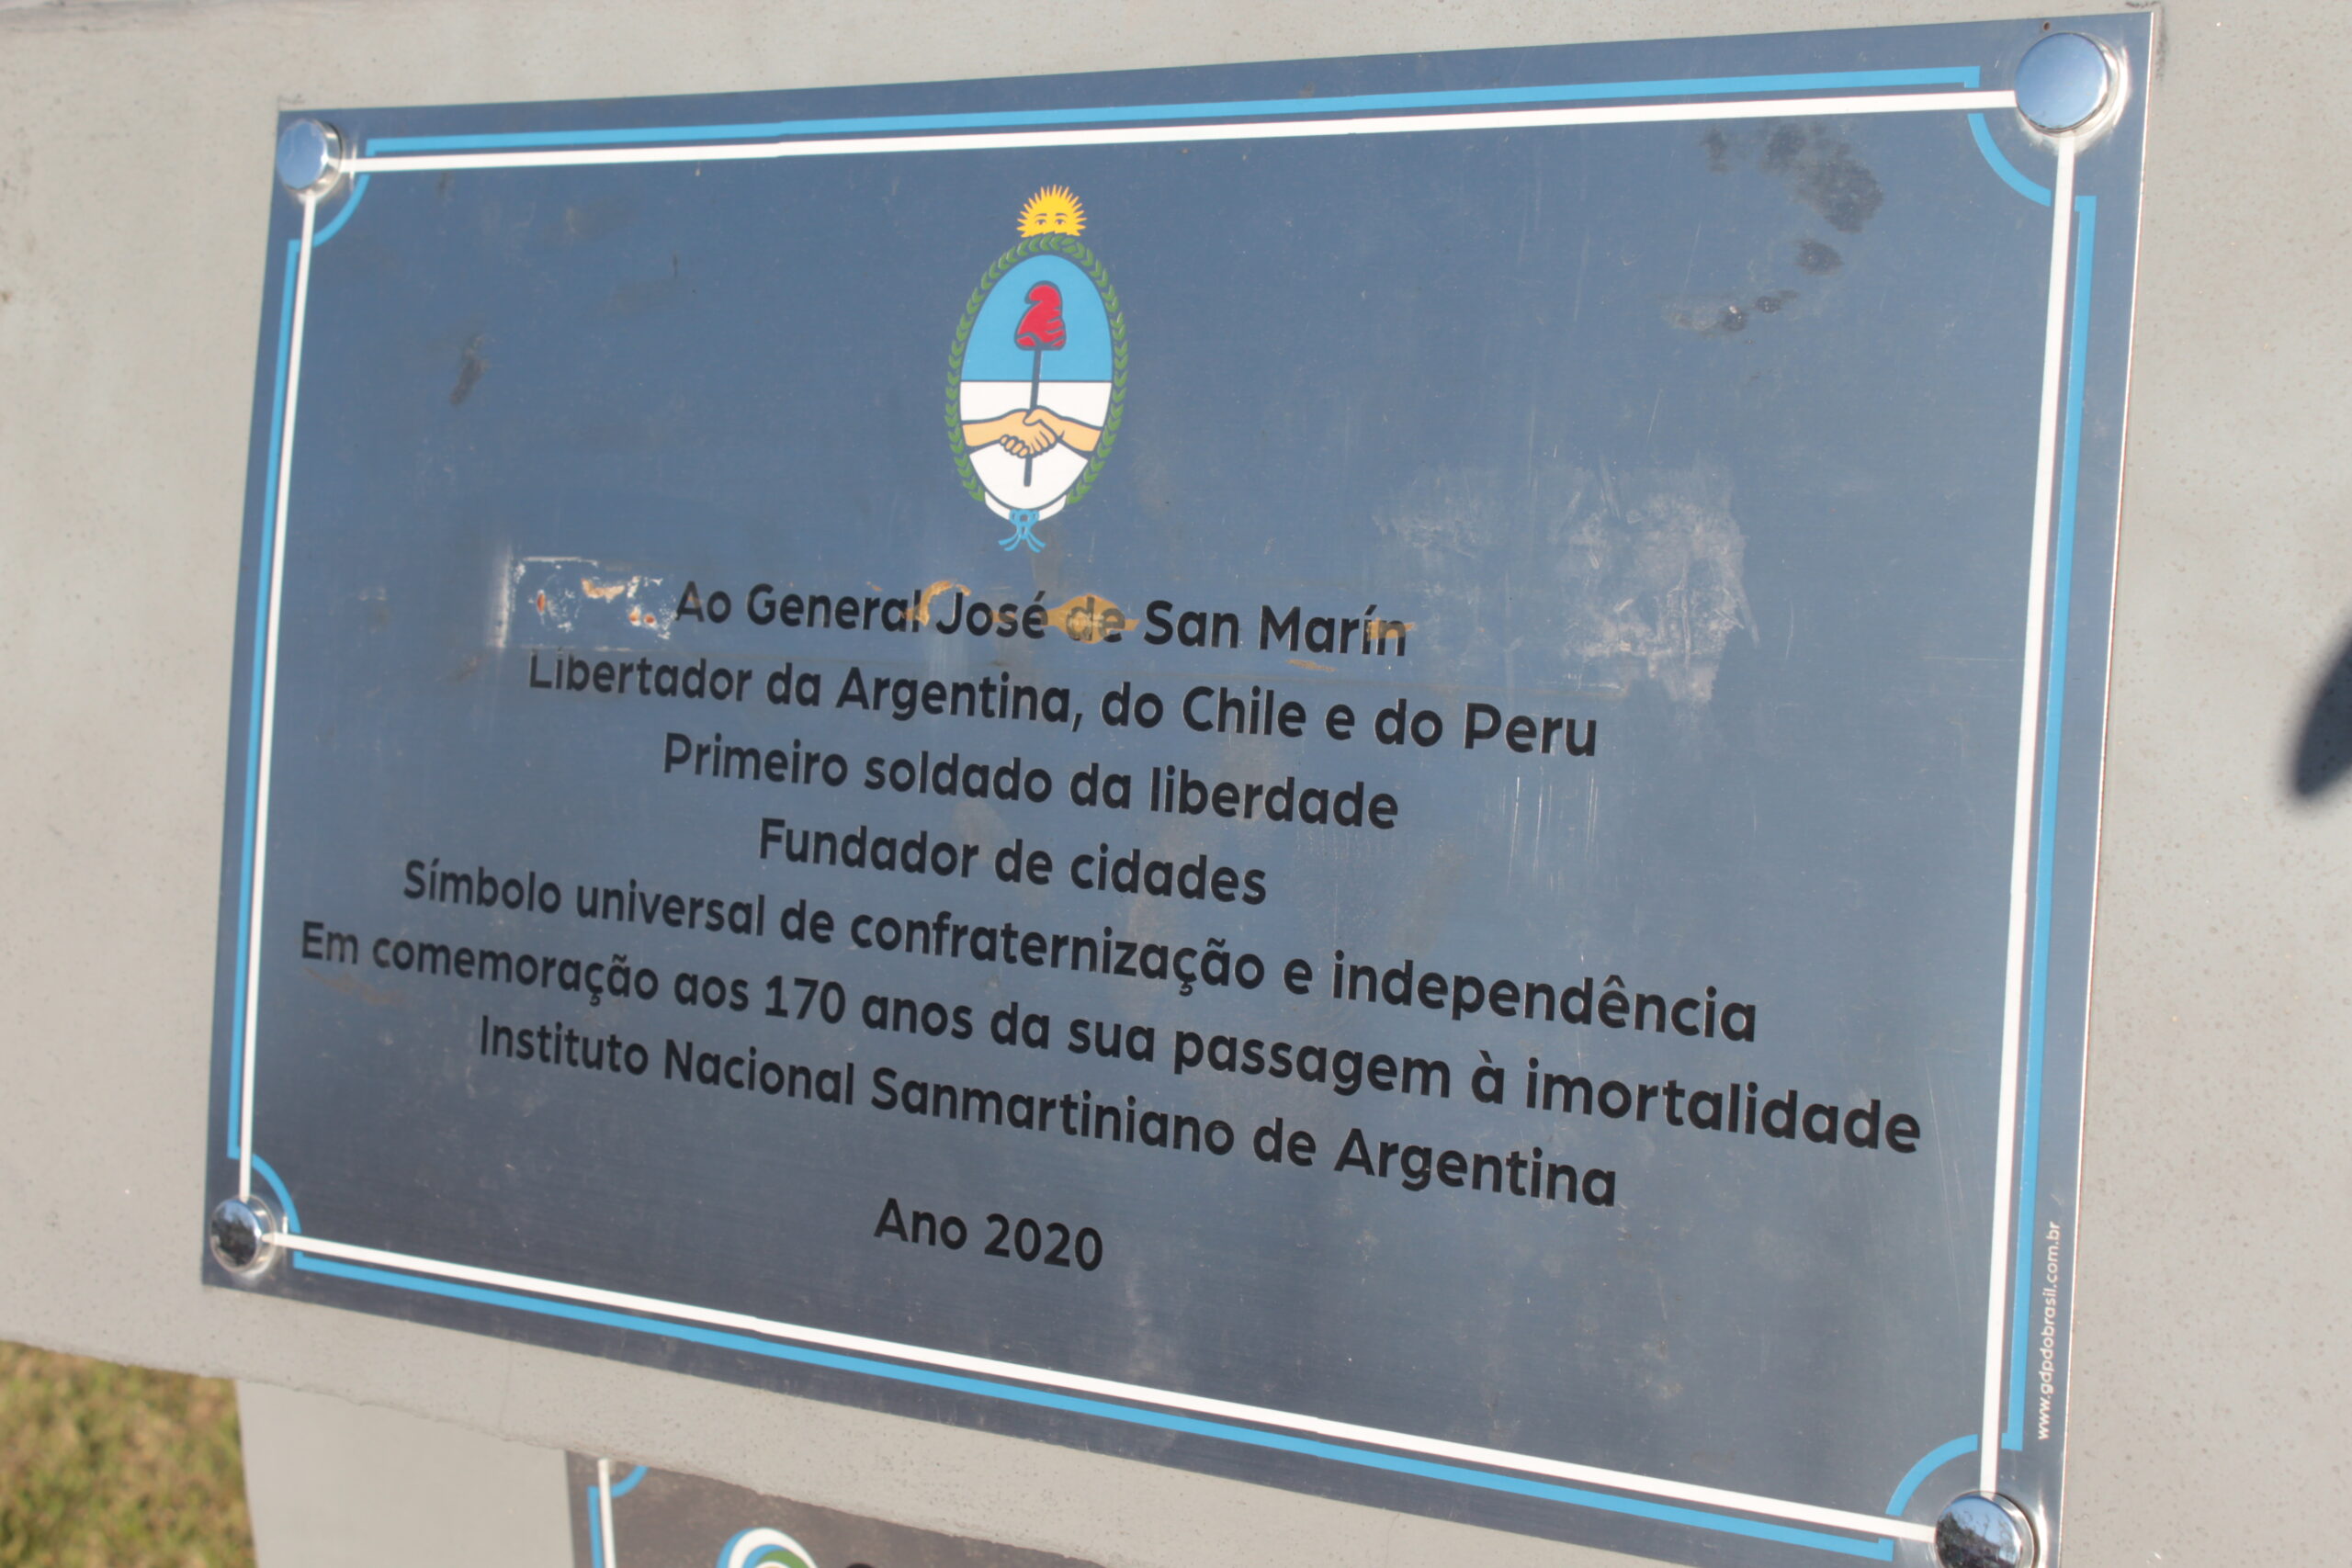 Ao General José de San Marín
Libertador da Argentina, do Chile e do Peru
Primeiro soldado da liberdade
Fundador de cidades
Símbolo universal de confraternização e independência
Em comemoração aos 170 anos da sua passagem à imortalidade
Instituto Nacional Sanmartiniano de Argentina
Ano 2020
www.gdpdobrasil.com.br